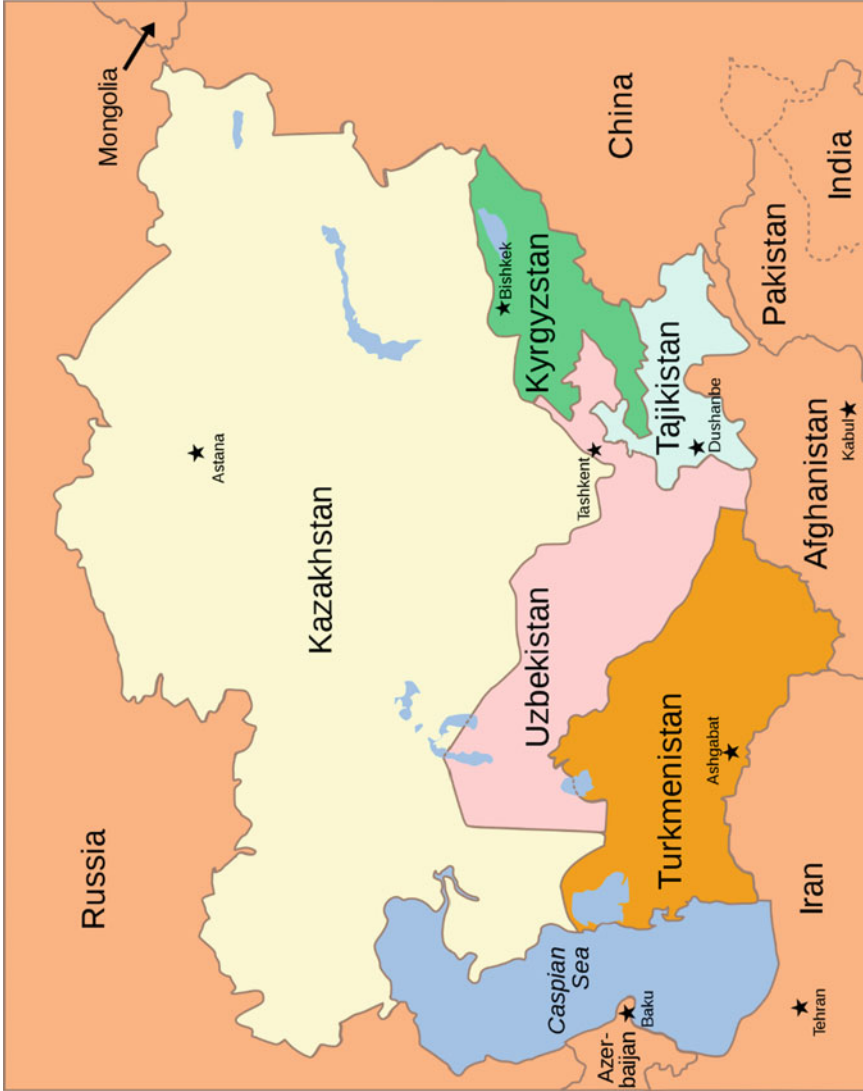 Russia
Mongolia
Astana
Kazakhstan
China
Bishkek
Kyrgyzstan
Tashkent
Uzbekistan
Caspian
Sea
Azer-
baijan
Baku
Turkmenistan
Ashgabat
Tajikistan
Dushanbe
Pakistan
India
Afghanistan
Kabul
Iran
Tehran